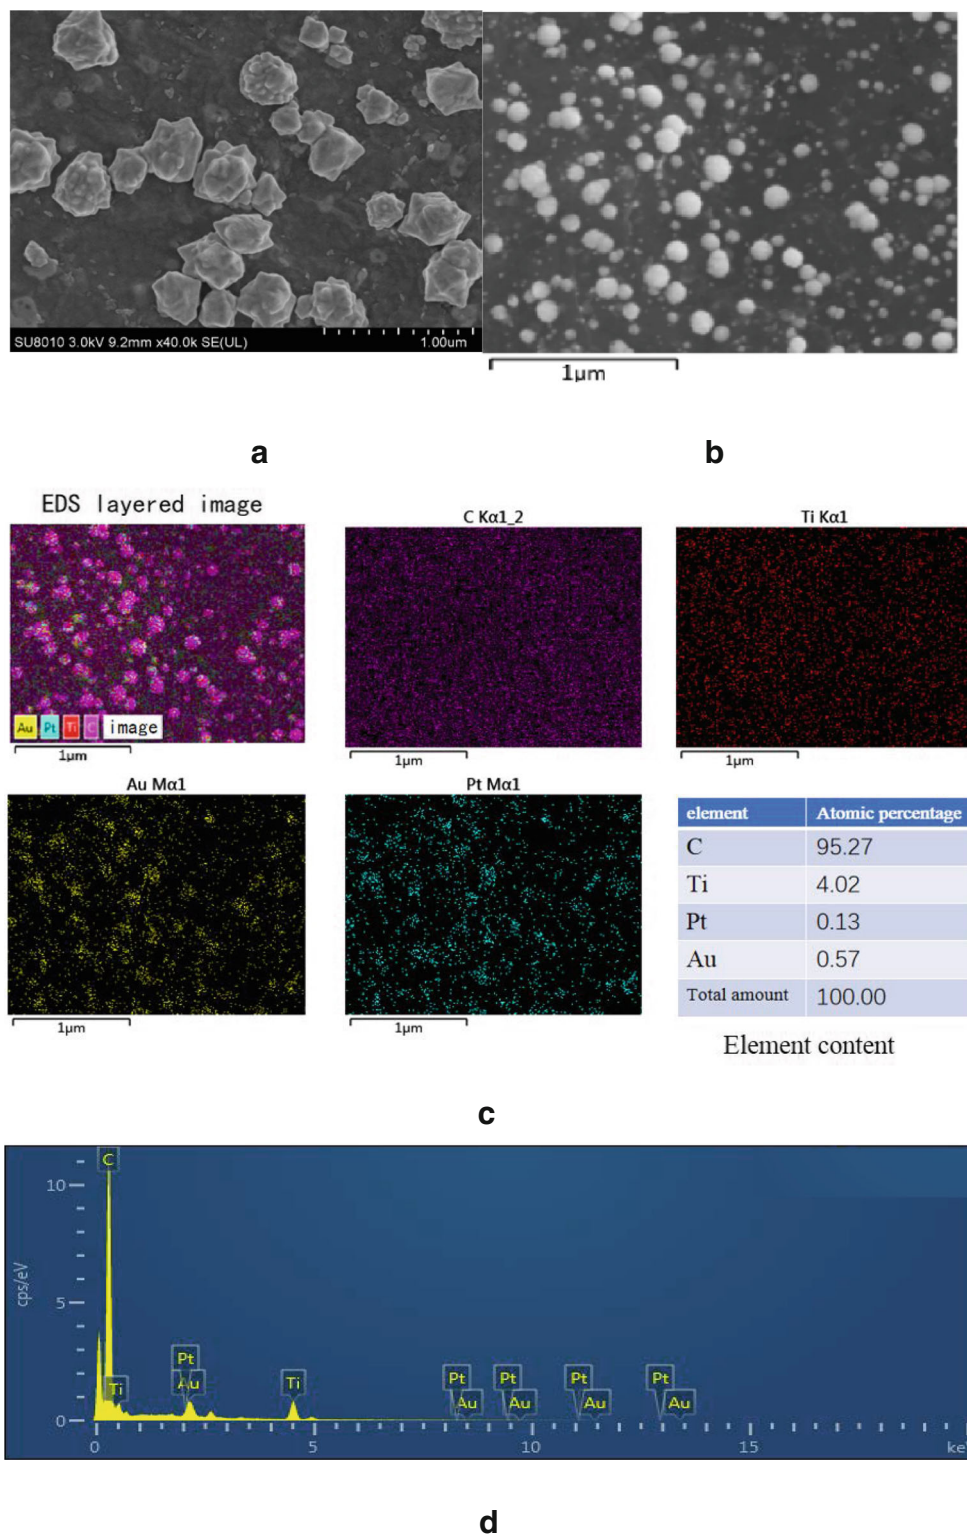 SU8010 3.0kV 9.2mm x40.0k SE(UL) 1.00um
1μm
a b
EDS layered image
C Kα1_2
Ti Kα1
Au Pt Ti C image
1μm
1μm
1μm
Au Mα1
Pt Mα1
1μm
1μm
element Atomic percentage
C 95.27
Ti 4.02
Pt 0.13
Au 0.57
Total amount 100.00
Element content
c
C
10
cps/eV
5
Pt
Ti Au Ti
Pt Pt Pt Pt
Au Au Au Au
0
0 5 10 15 ke
d